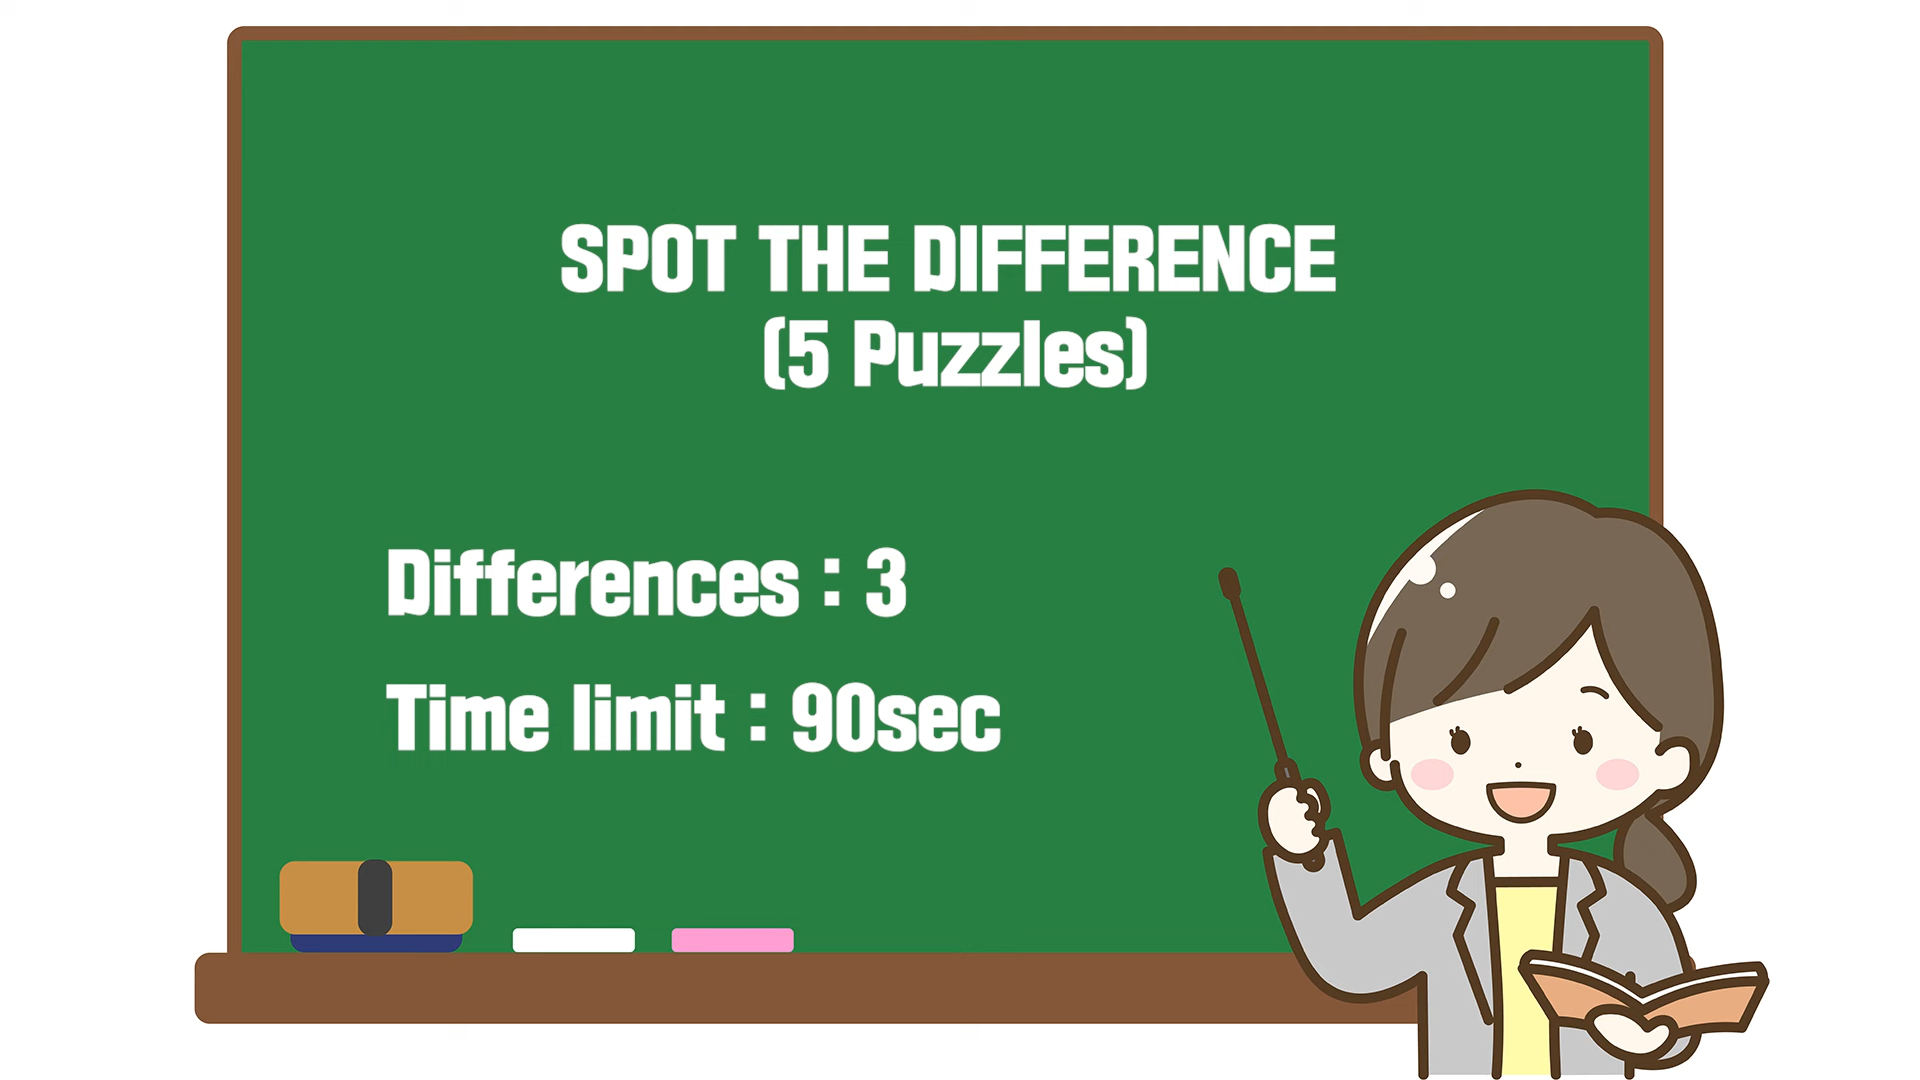 SPOT THE DIFFERENCE
(5 Puzzles)
Differences : 3
Time limit : 90sec